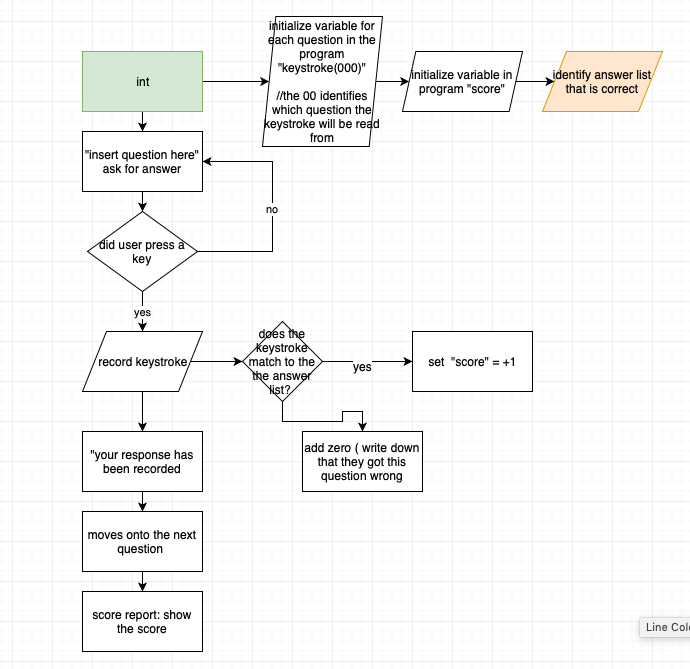 int
initialize variable for
each question in the
program
"keystroke(000)"
//the 00 identifies
which question the
keystroke will be read
from
initialize variable in
program "score"
identify answer list
that is correct
"insert question here"
ask for answer
no
did user press a
key
yes
record keystroke
does the
keystroke
match to the
the answer
list?
yes
set "score" = +1
"your response has
been recorded
add zero ( write down
that they got this
question wrong
moves onto the next
question
score report: show
the score
Line Colo